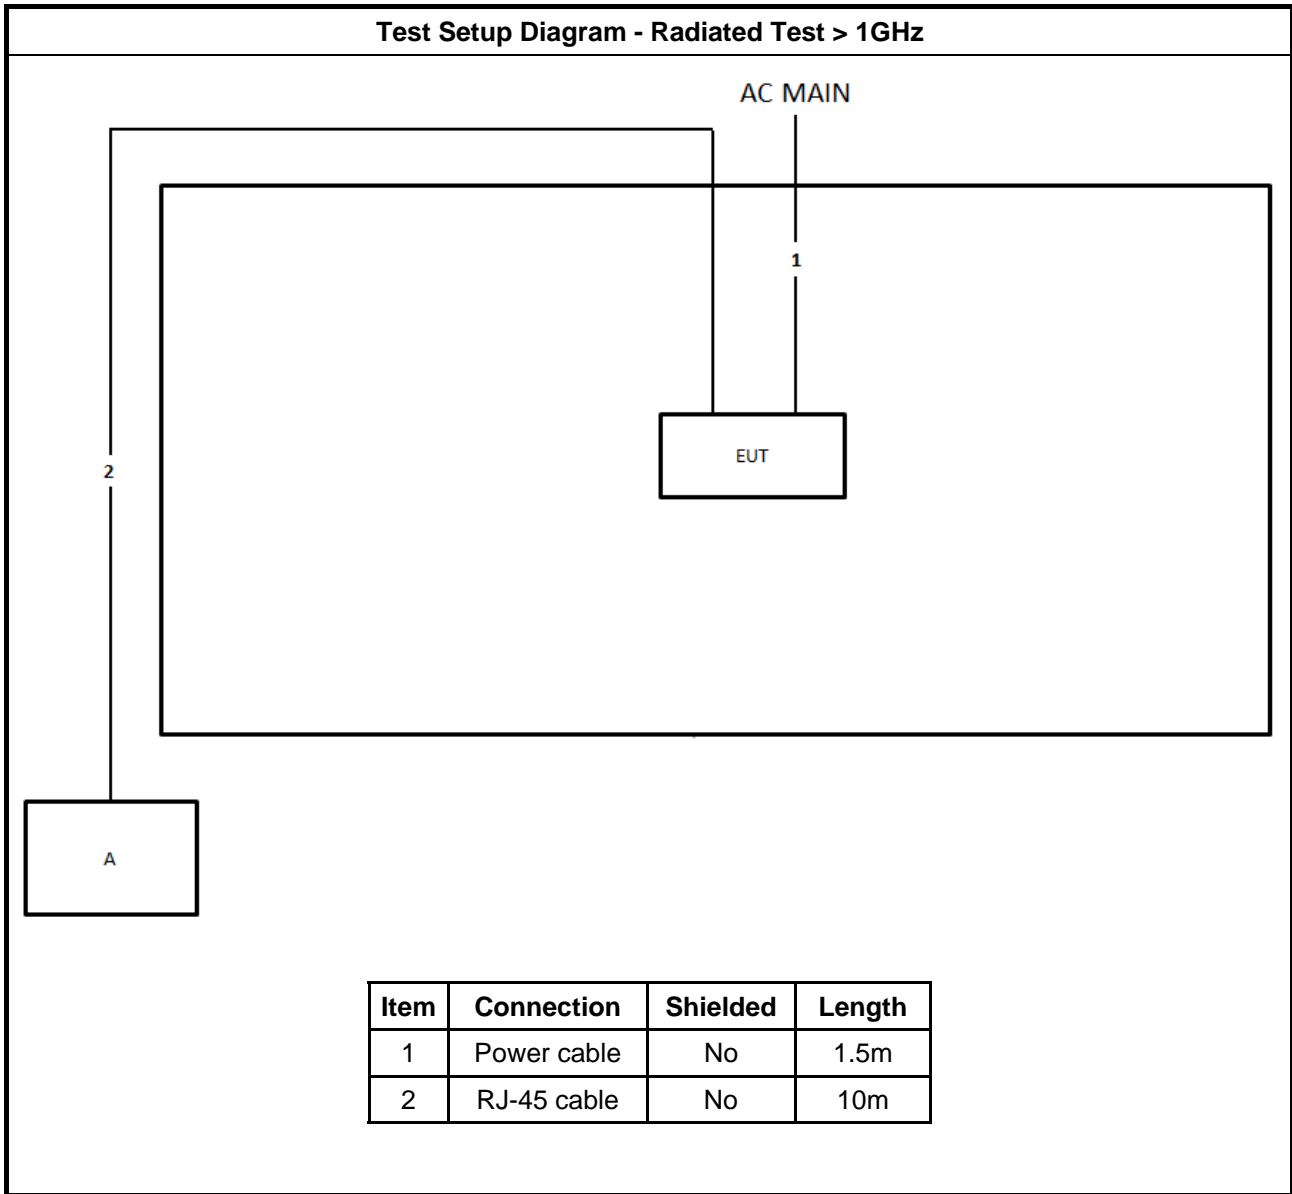 Test Setup Diagram - Radiated Test > 1GHz
AC MAIN
1
EUT
2
A
Item Connection Shielded Length
1 Power cable No 1.5m
2 RJ-45 cable No 10m